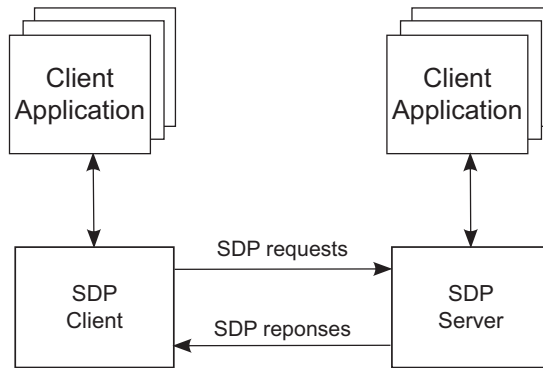 Client
Application
Client
Application
SDP requests
SDP
Client
SDP
Server
SDP reponses